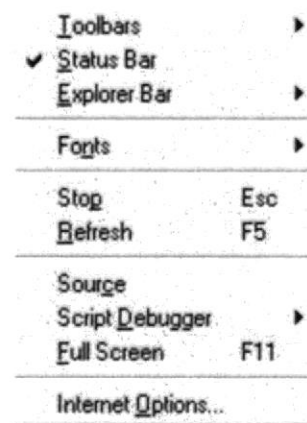 Toolbars
Status Bar
Explorer Bar
Fonts
Stop Esc
Refresh F5
Source
Script Debugger
Full Screen F11
Internet Options...